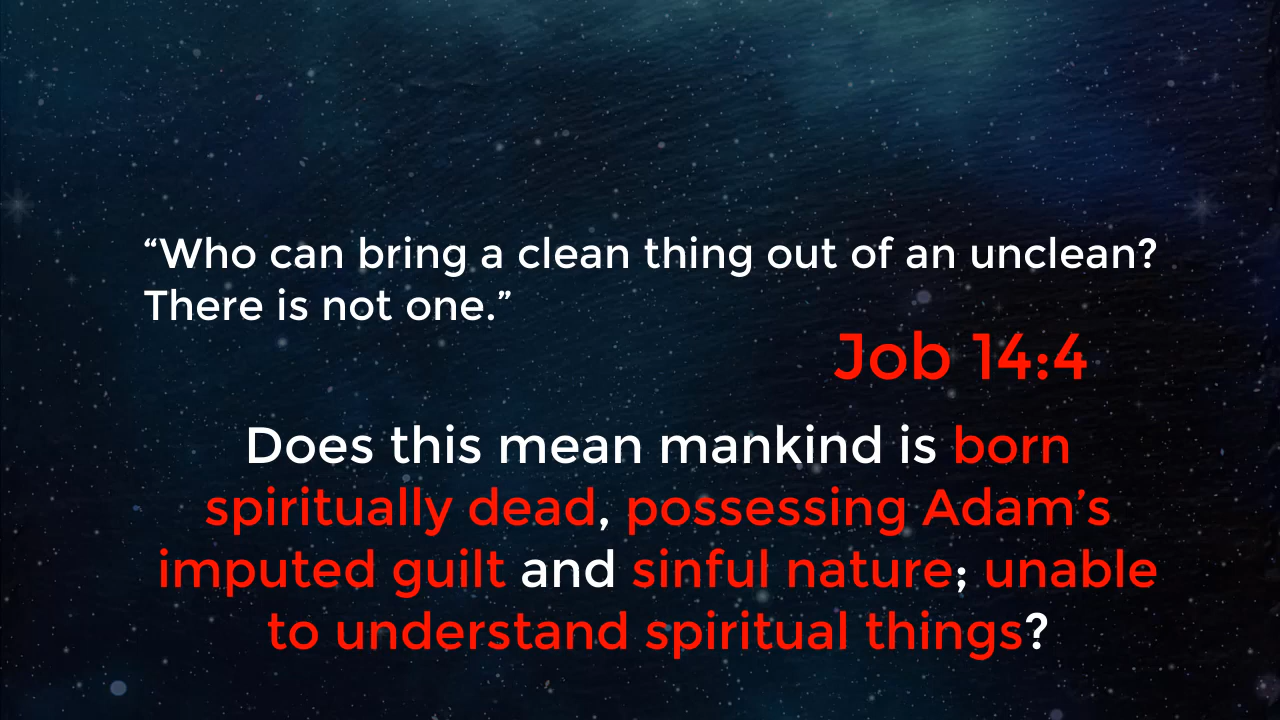 “Who can bring a clean thing out of an unclean?
There is not one.”
Job 14:4
Does this mean mankind is born
spiritually dead, possessing Adam’s
imputed guilt and sinful nature; unable
to understand spiritual things?